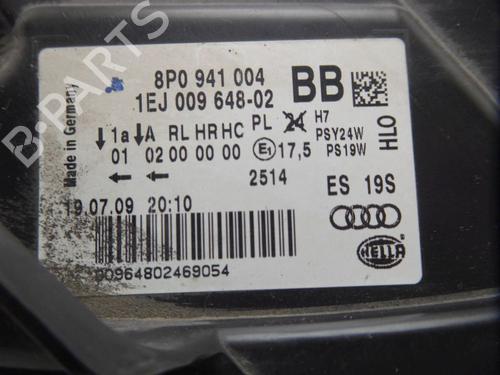 B-PARTS
Made in Germany
8P0 941 004 BB
1EJ 009 648-02
↓1a ↓A RL HR HC PL 24 H7
PSY24W
01 02 00 00 00 E1 17,5 PS19W
HLO
← ← 2514 ES 19S
19.07.09 20:10
00964802469054
HELLA